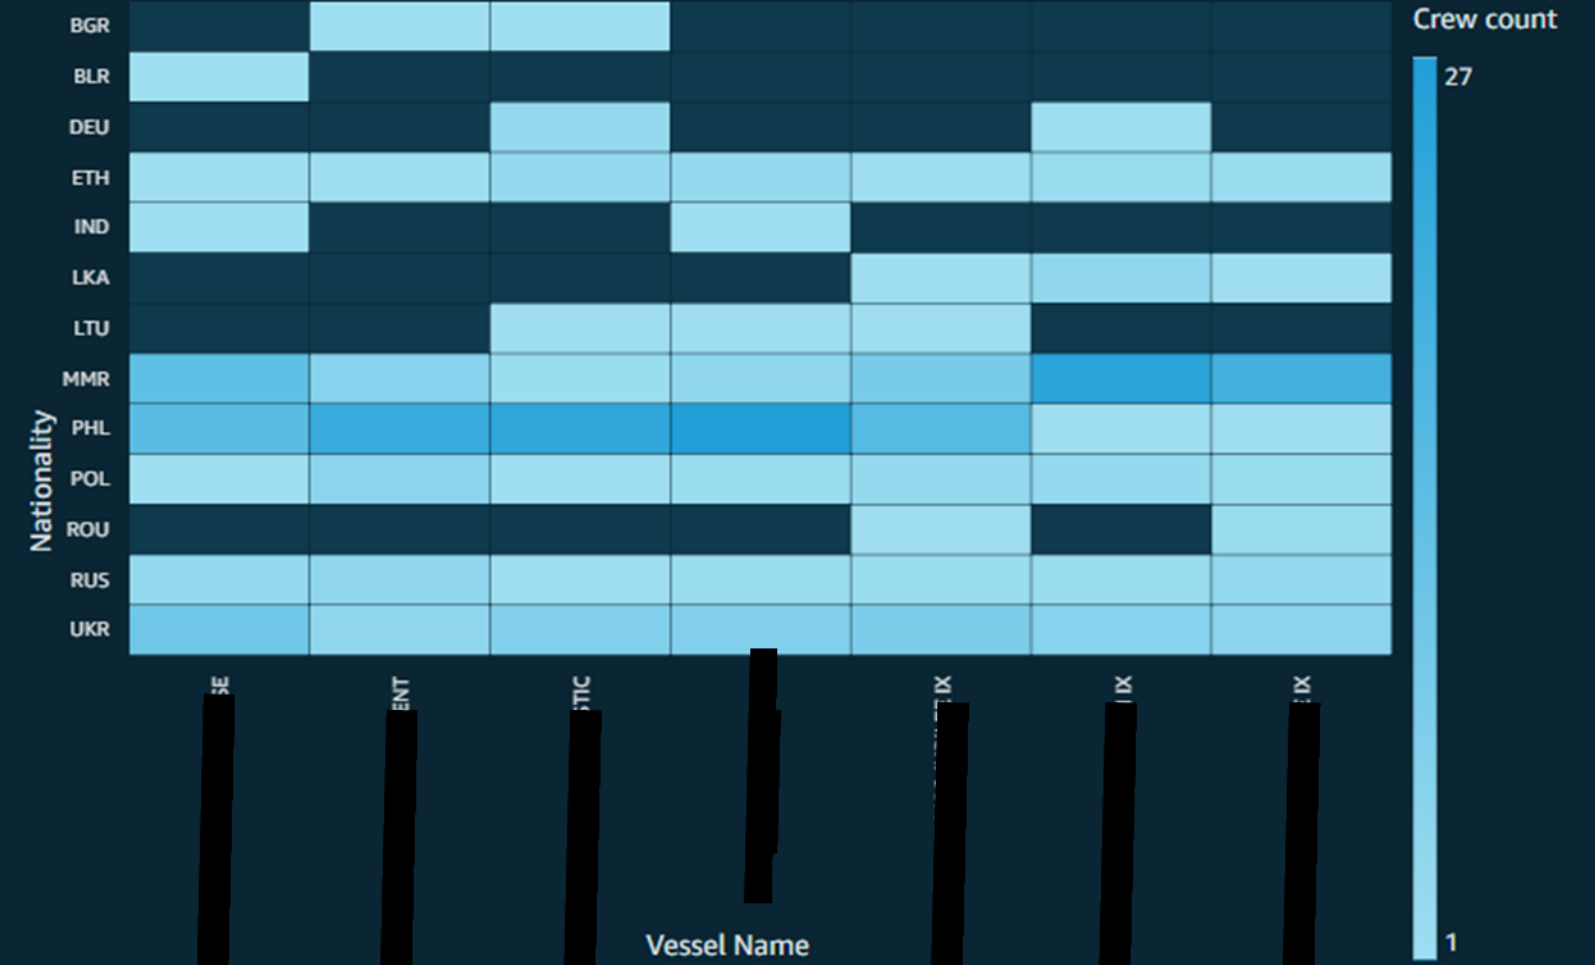 Crew count
27
1
Nationality
BGR
BLR
DEU
ETH
IND
LKA
LTU
MMR
PHL
POL
ROU
RUS
UKR
SE
ENT
STIC
IX
IX
IX
Vessel Name